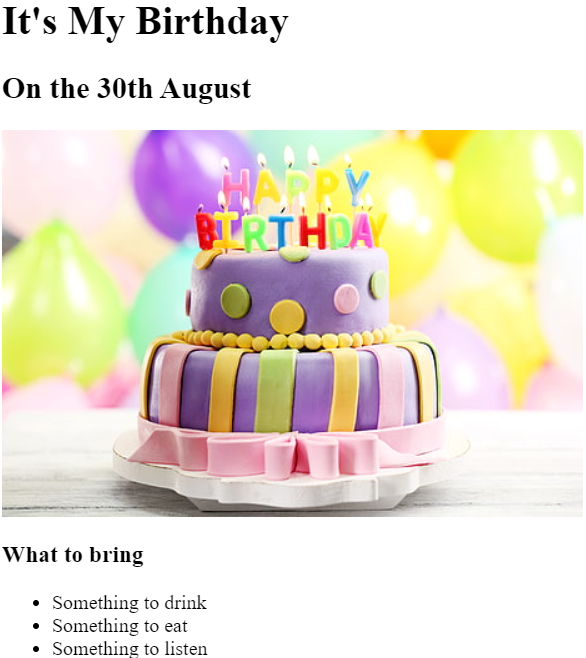 It's My Birthday
On the 30th August
HAPPY
BIRTHDAY
What to bring
Something to drink
Something to eat
Something to listen